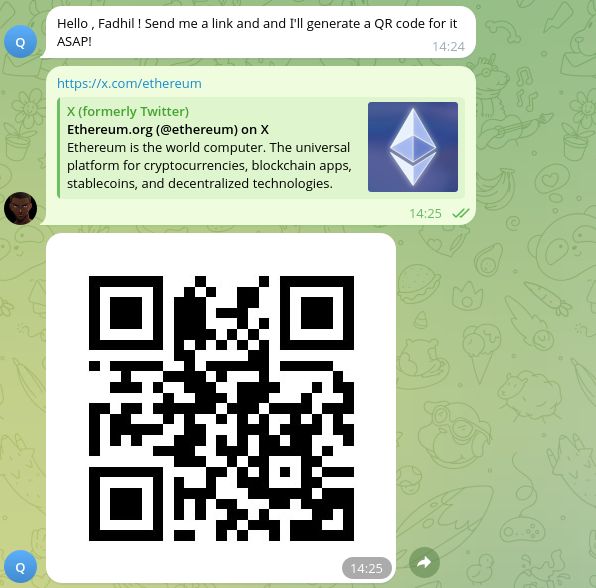 Hello , Fadhil ! Send me a link and and I'll generate a QR code for it
ASAP!
14:24
https://x.com/ethereum
X (formerly Twitter)
Ethereum.org (@ethereum) on X
Ethereum is the world computer. The universal
platform for cryptocurrencies, blockchain apps,
stablecoins, and decentralized technologies.
14:25
Q
14:25
Q